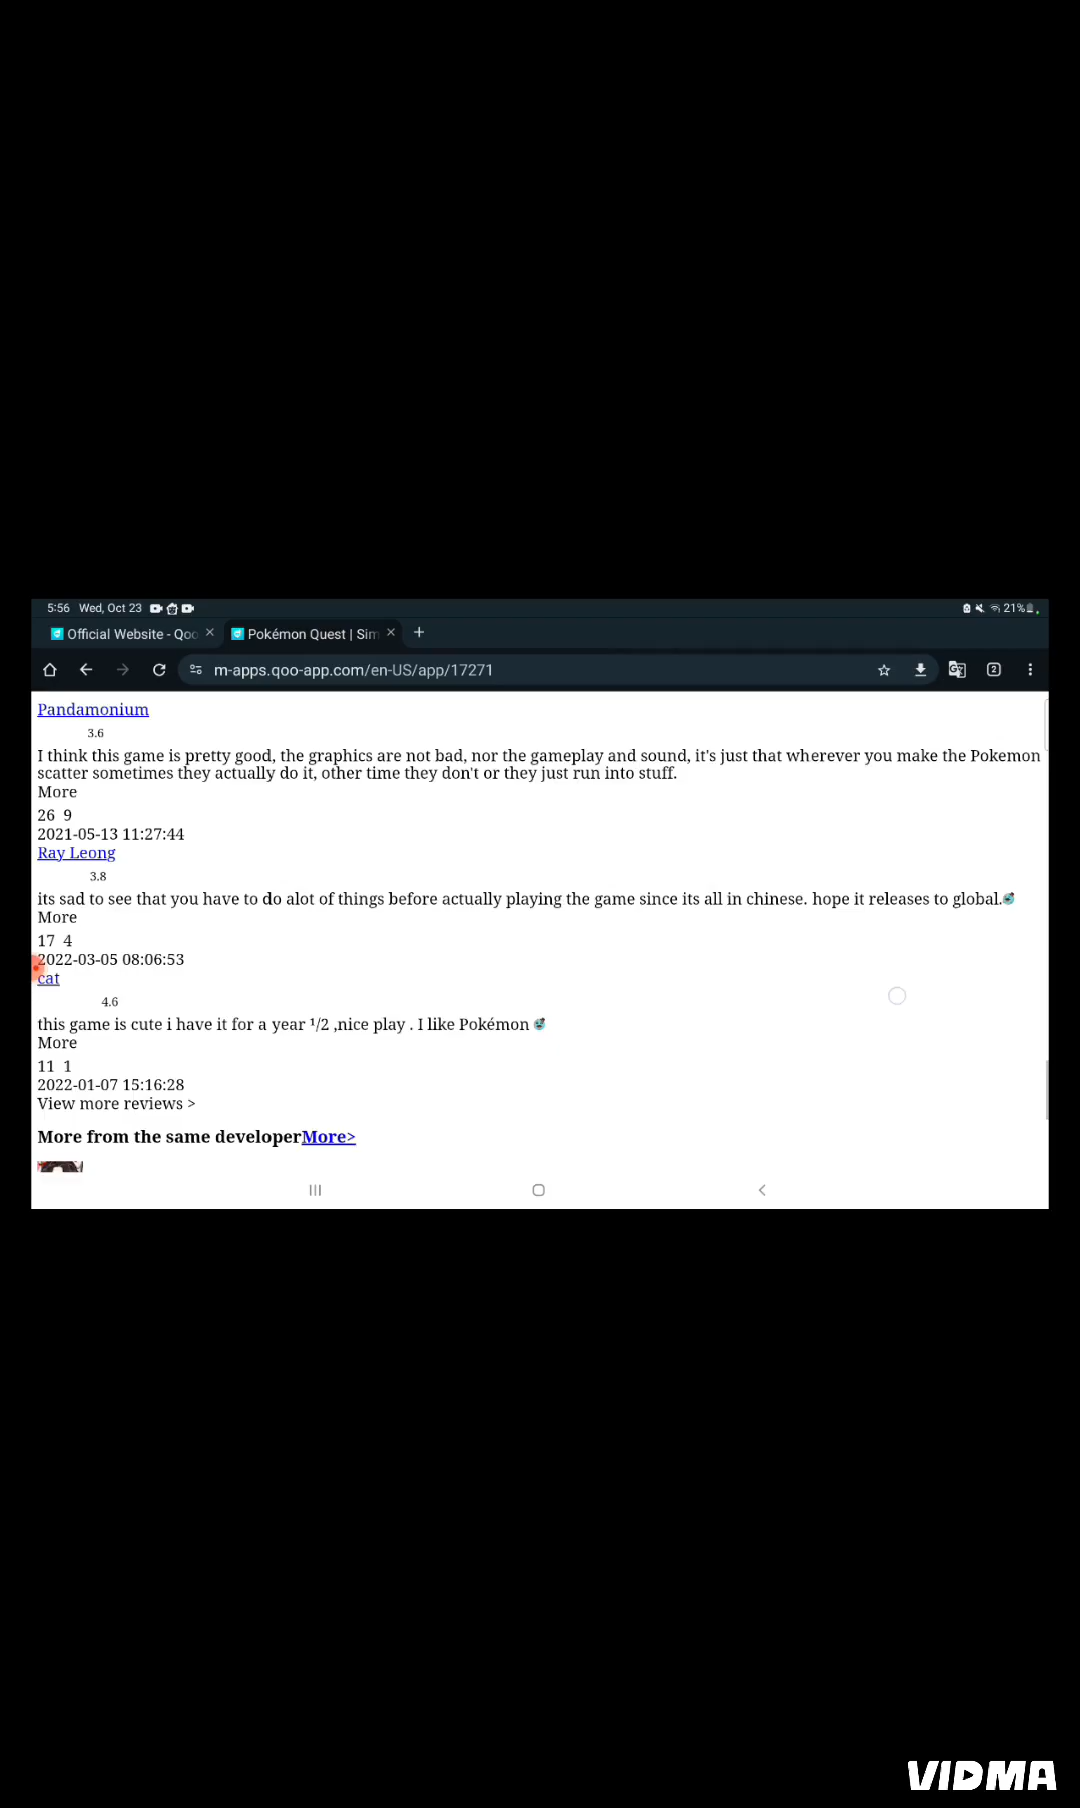 5:56 Wed, Oct 23
21%
Official Website - Qoo
Pokémon Quest | Sim
m-apps.qoo-app.com/en-US/app/17271
2
Pandamonium
3.6
I think this game is pretty good, the graphics are not bad, nor the gameplay and sound, it's just that wherever you make the Pokemon
scatter sometimes they actually do it, other time they don't or they just run into stuff.
More
26 9
2021-05-13 11:27:44
Ray Leong
3.8
its sad to see that you have to do alot of things before actually playing the game since its all in chinese. hope it releases to global.
More
17 4
2022-03-05 08:06:53
cat
4.6
this game is cute i have it for a year ¹/2 ,nice play . I like Pokémon
More
11 1
2022-01-07 15:16:28
View more reviews >
More from the same developerMore>
VIDMA